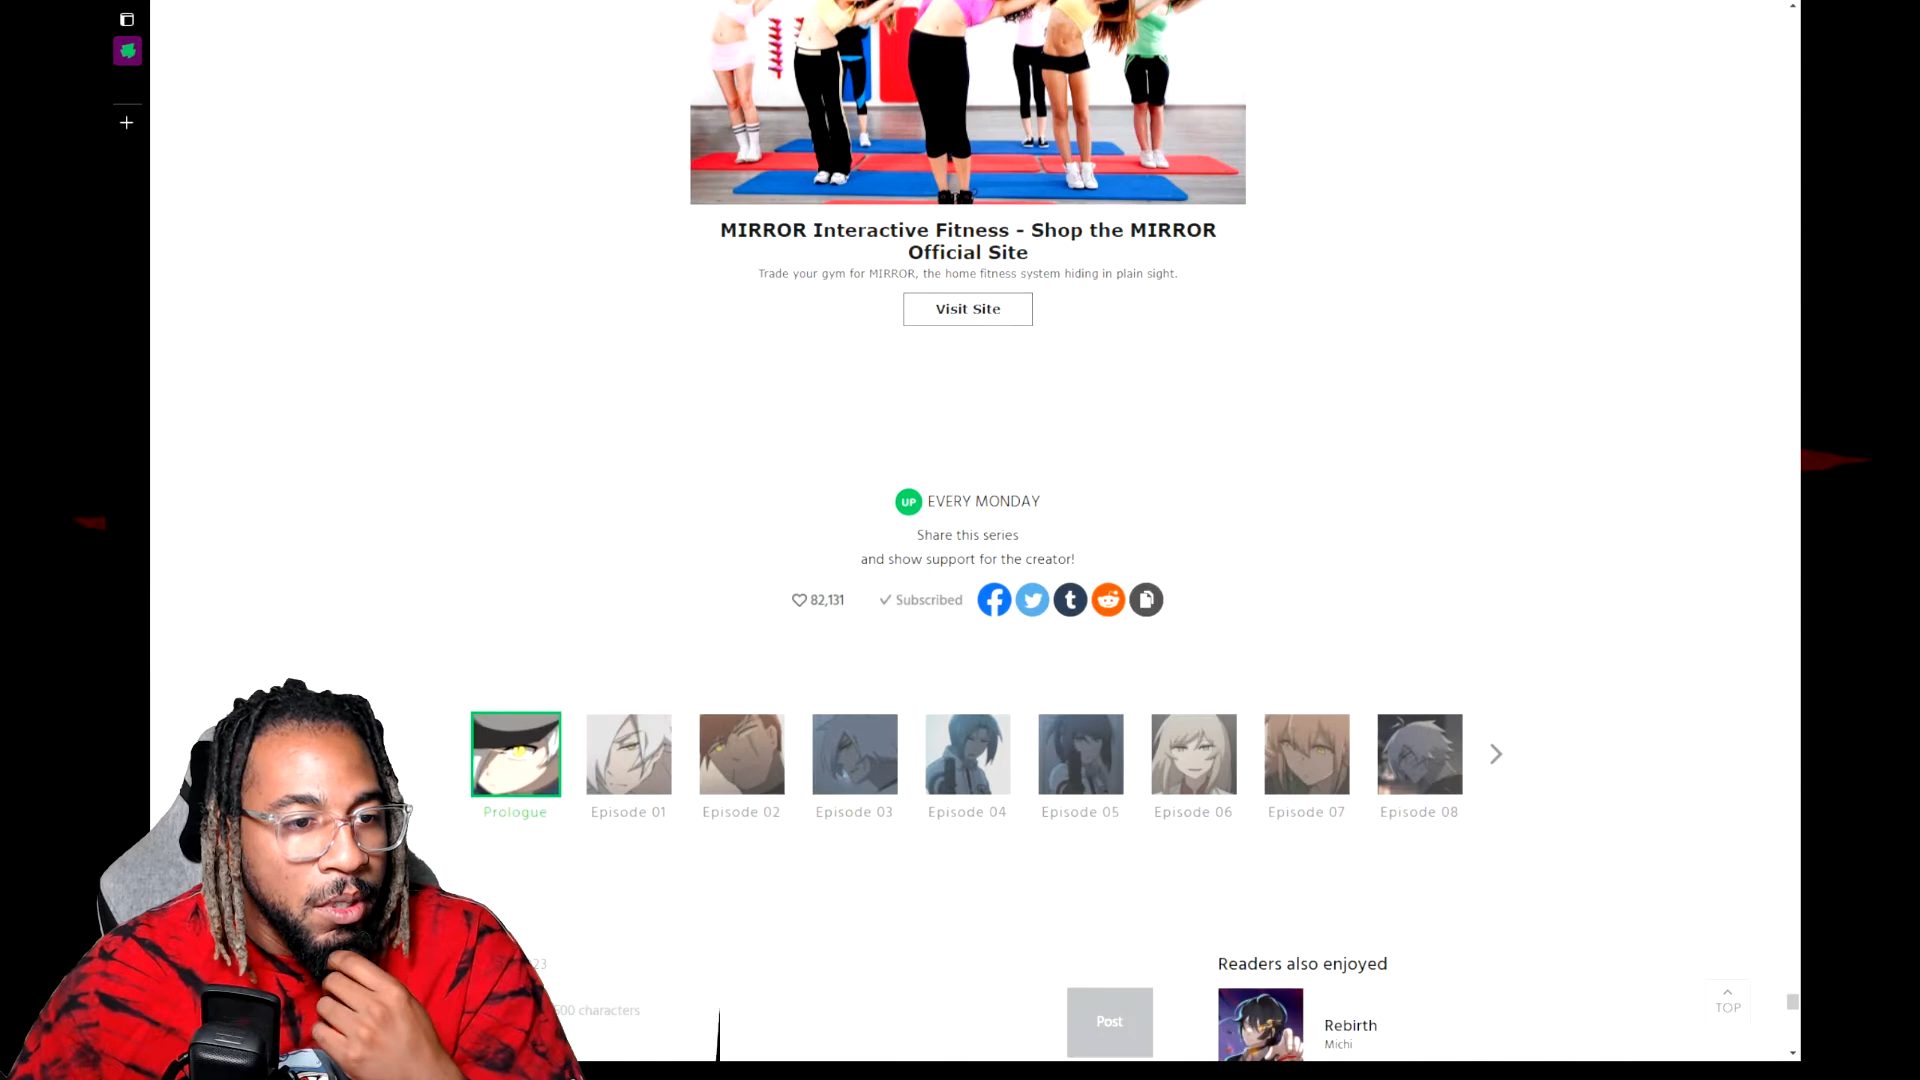 MIRROR Interactive Fitness - Shop the MIRROR
Official Site
Trade your gym for MIRROR, the home fitness system hiding in plain sight.
Visit Site
UP EVERY MONDAY
Share this series
and show support for the creator!
82,131 Subscribed
Prologue Episode 01 Episode 02 Episode 03 Episode 04 Episode 05 Episode 06 Episode 07 Episode 08
23
Readers also enjoyed
characters
Post
Rebirth
Michi
TOP